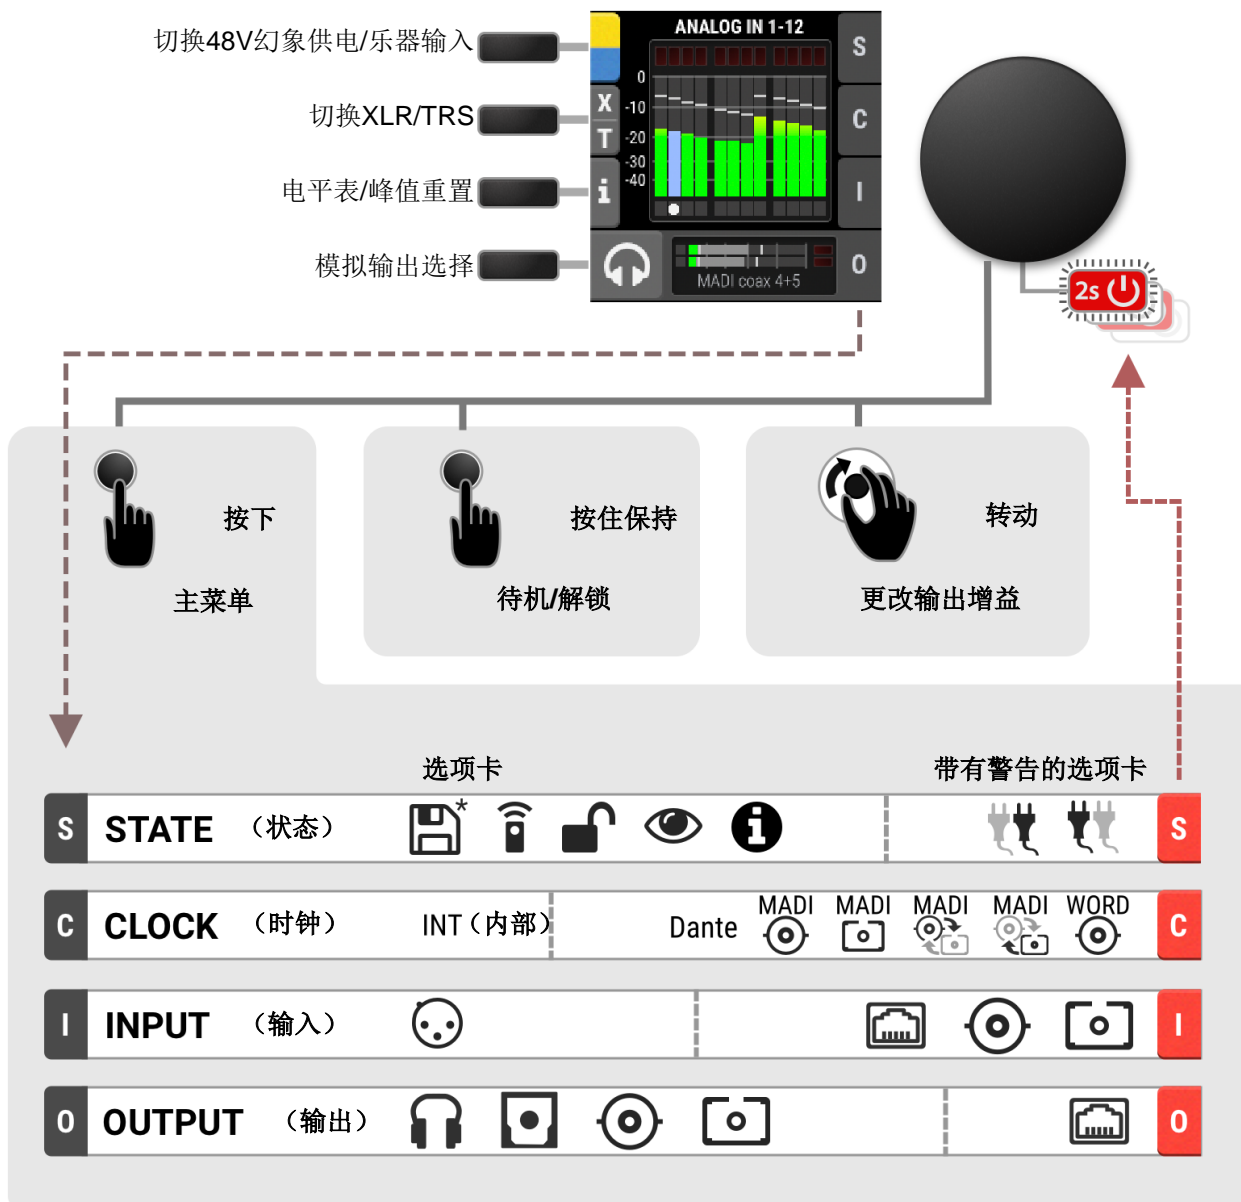 切换48V幻象供电/乐器输入
切换XLR/TRS
电平表/峰值重置
模拟输出选择
ANALOG IN 1-12
0
-10
-20
-30
-40
X
T
i
S
C
I
O
MADI coax 4+5
2s
按下
主菜单
按住保持
待机/解锁
转动
更改输出增益
选项卡
带有警告的选项卡
S STATE （状态） * S
C CLOCK （时钟） INT（内部） Dante MADI MADI MADI MADI WORD C
I INPUT （输入） I
O OUTPUT （输出） O